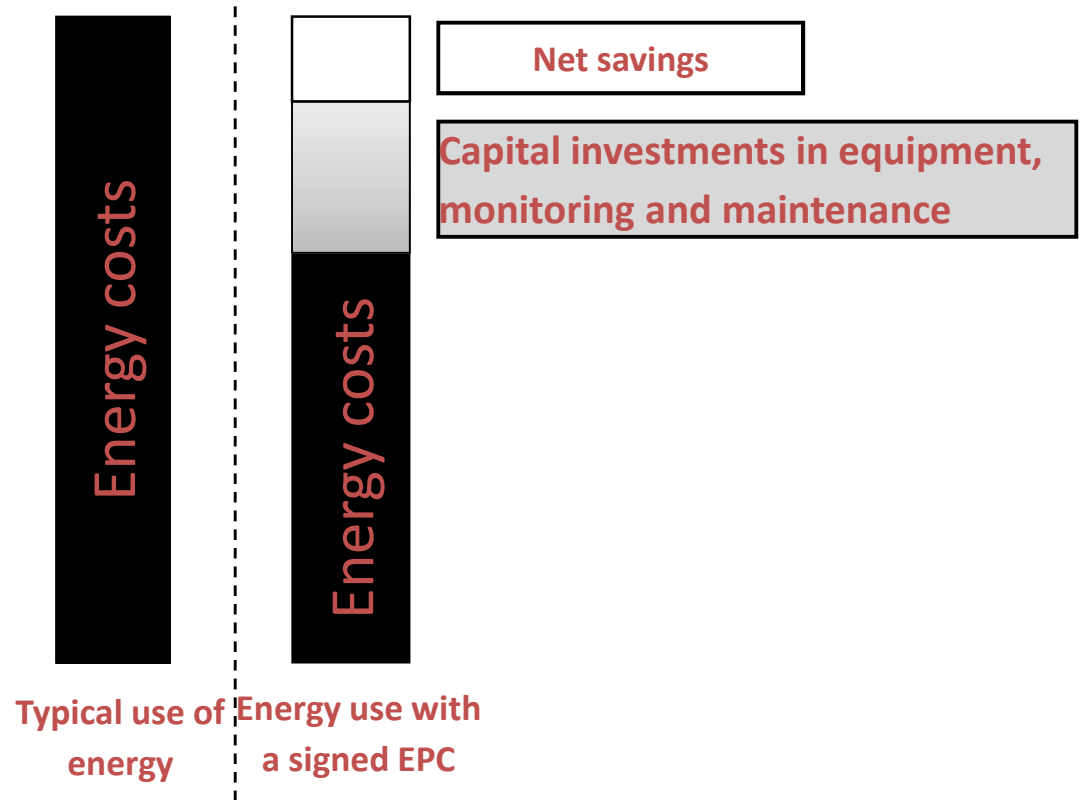 Net savings
Capital investments in equipment,
monitoring and maintenance
Energy costs
Energy costs
Typical use of
energy
Energy use with
a signed EPC